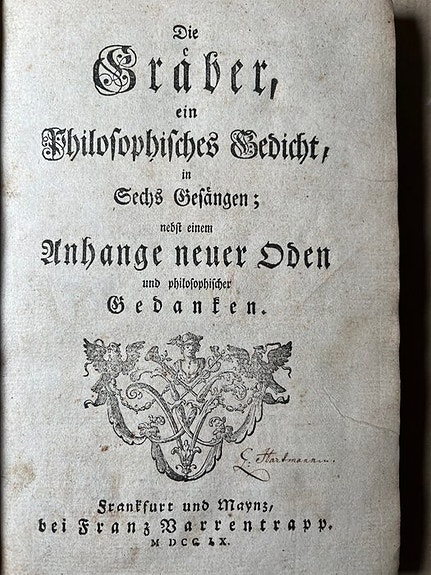 Die
Gräber,
ein
Philosophisches Gedicht,
in
Sechs Gesängen;
nebst einem
Anhange neuer Oden
und philosophischer
Gedanken.
Hartmann
Frankfurt und Maynz,
bei Franz Varrentrapp.
MDCCLX.